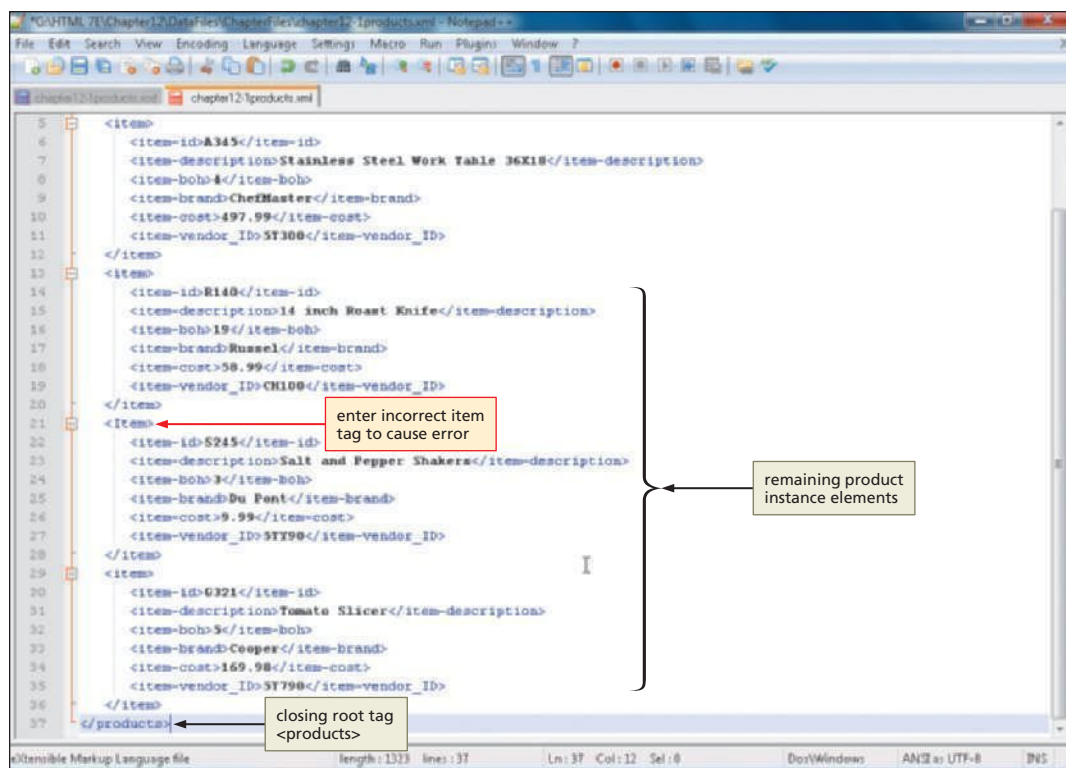 *G:\HTML 7E\Chapter12\DataFiles\ChapterFiles\chapter12-1products.xml - Notepad++
File Edit Search View Encoding Language Settings Macro Run Plugins Window ? X
chapter12-1products.xsd chapter12-1products.xml
5 <item>
6 <item-id>A345</item-id>
7 <item-description>Stainless Steel Work Table 36X18</item-description>
8 <item-boh>4</item-boh>
9 <item-brand>ChefMaster</item-brand>
10 <item-cost>497.99</item-cost>
11 <item-vendor_ID>ST300</item-vendor_ID>
12 </item>
13 <item>
14 <item-id>R140</item-id>
15 <item-description>14 inch Roast Knife</item-description>
16 <item-boh>19</item-boh>
17 <item-brand>Russel</item-brand>
18 <item-cost>58.99</item-cost>
19 <item-vendor_ID>CH100</item-vendor_ID>
20 </item>
21 <Item>
enter incorrect item
tag to cause error
22 <item-id>S245</item-id>
23 <item-description>Salt and Pepper Shakers</item-description>
24 <item-boh>3</item-boh>
25 <item-brand>Du Pont</item-brand>
26 <item-cost>9.99</item-cost>
27 <item-vendor_ID>STY90</item-vendor_ID>
remaining product
instance elements
28 </item>
29 <item>
30 <item-id>G321</item-id>
31 <item-description>Tomato Slicer</item-description>
32 <item-boh>5</item-boh>
33 <item-brand>Cooper</item-brand>
34 <item-cost>169.98</item-cost>
35 <item-vendor_ID>ST790</item-vendor_ID>
36 </item>
37 </products>
closing root tag
<products>
eXtensible Markup Language file length : 1323 lines : 37 Ln : 37 Col : 12 Sel : 0 Dos\Windows ANSI as UTF-8 INS